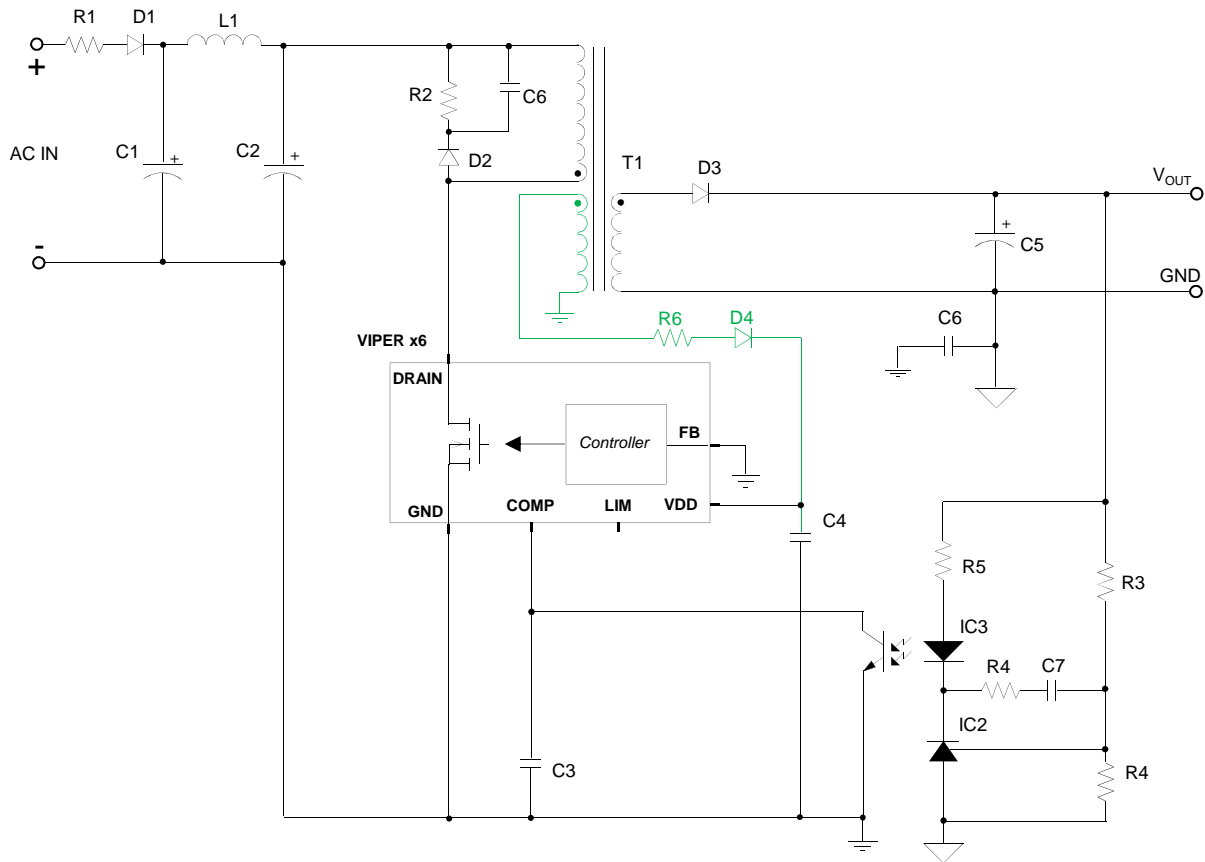 R1
D1
L1
+
AC IN
-
C1
+
C2
+
R2
C6
D2
T1
D3
V_OUT
+
C5
GND
C6
R6
D4
VIPER x6
DRAIN
Controller
FB
GND
COMP
LIM
VDD
C4
R5
R3
IC3
R4
C7
IC2
R4
C3